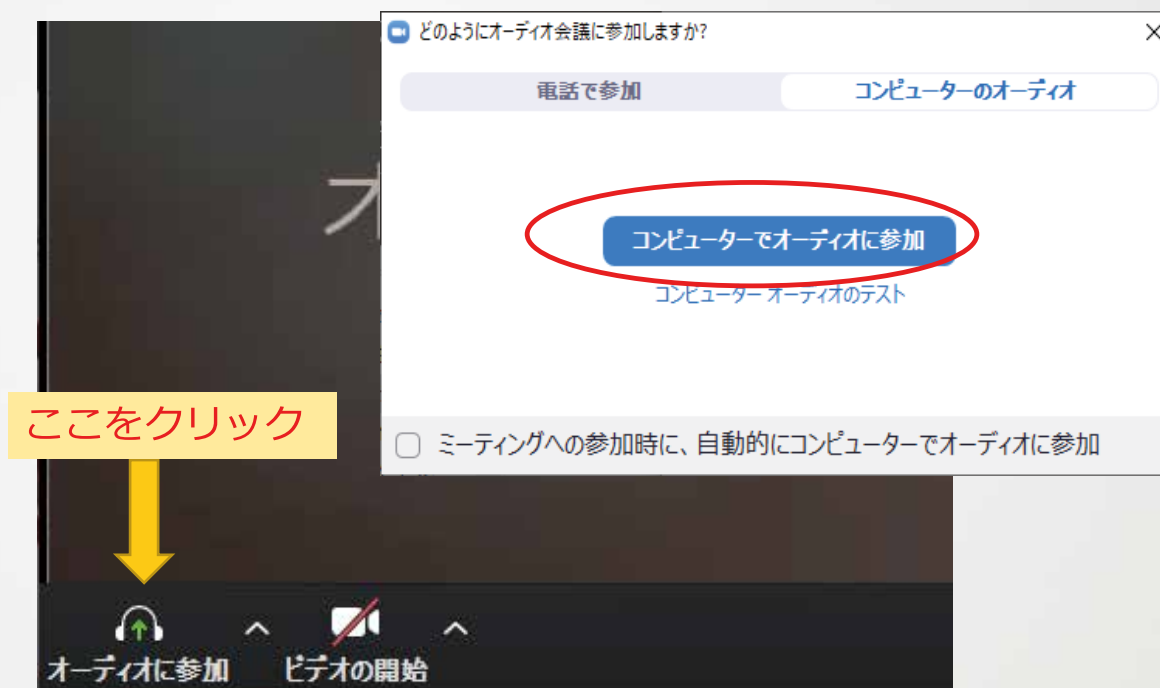 どのようにオーディオ会議に参加しますか?
電話で参加
コンピューターのオーディオ
コンピューターでオーディオに参加
コンピューター オーディオのテスト
ここをクリック
ミーティングへの参加時に、自動的にコンピューターでオーディオに参加
オーディオに参加
ビデオの開始